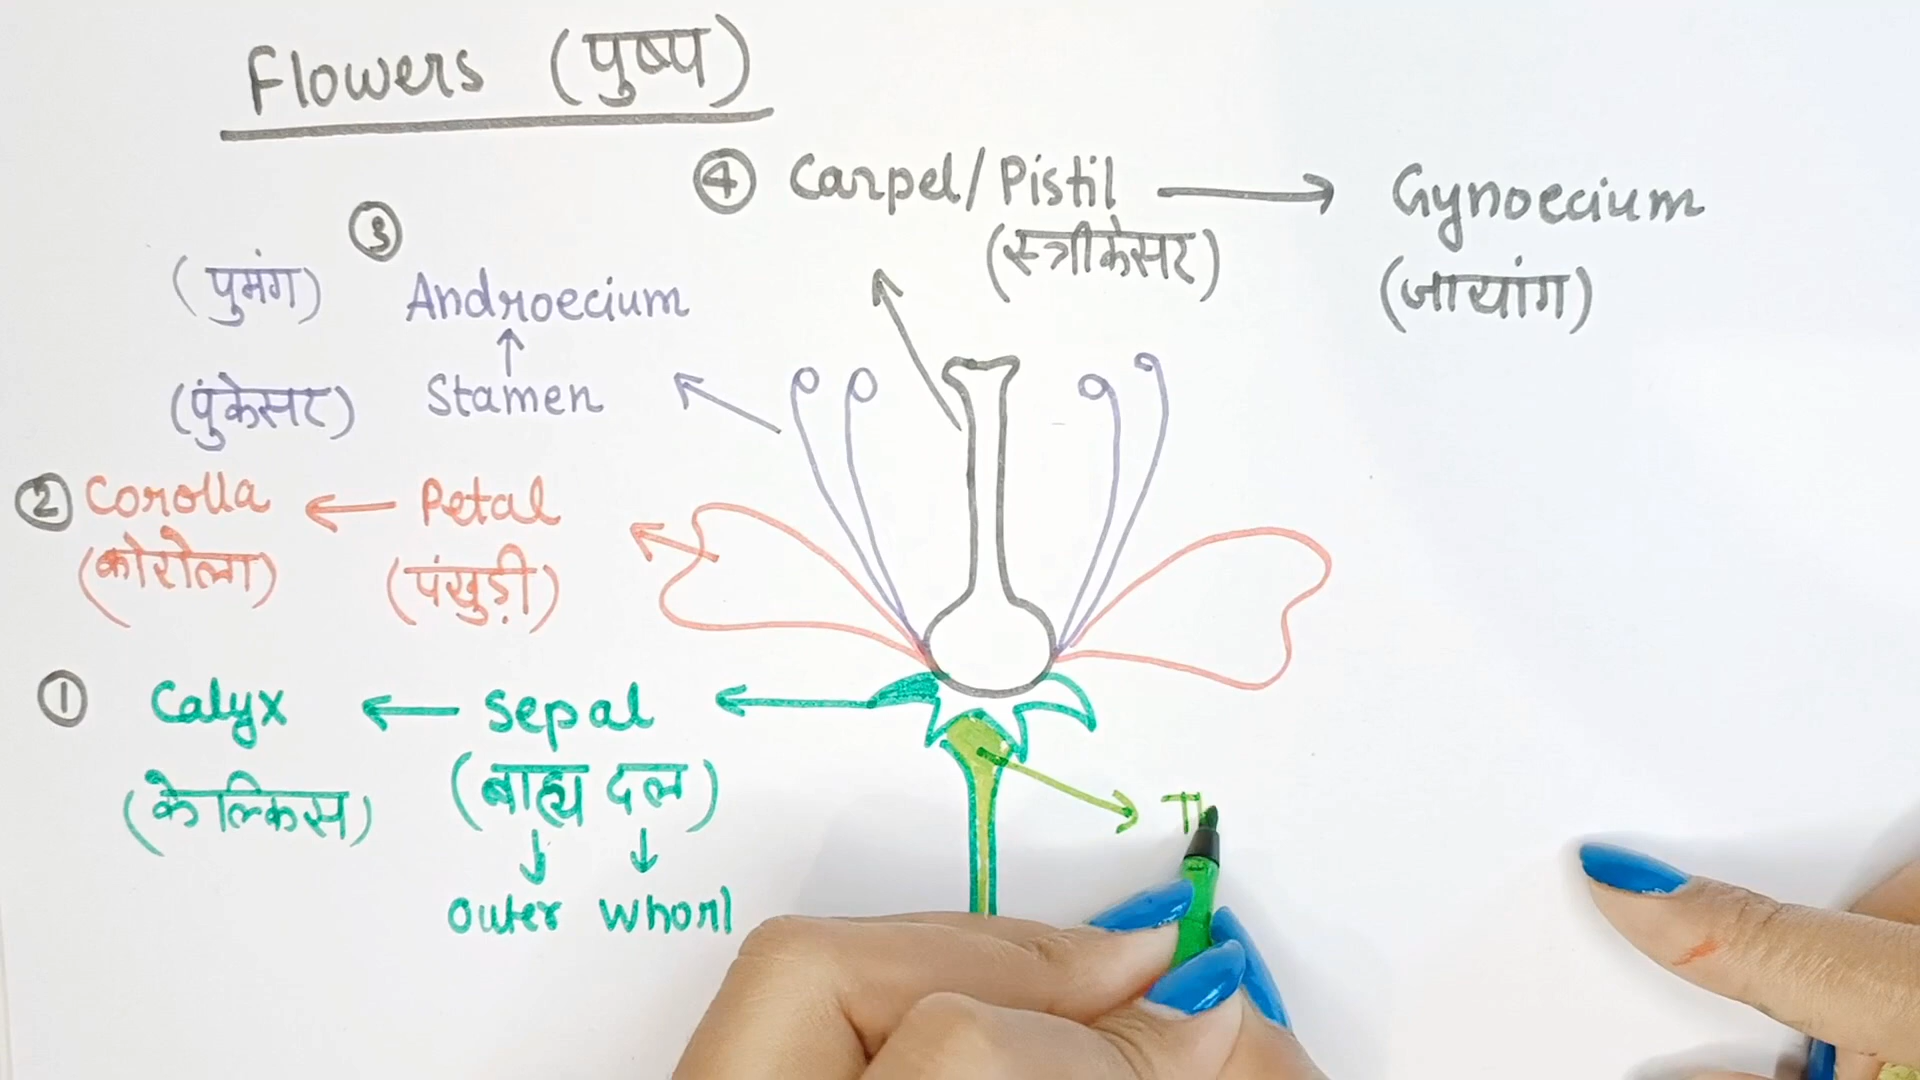 Flowers (पुष्प)
④ Carpel/Pistil → Gynoecium
(स्त्रीकेसर) (जायांग)
③
(पुमंग) Androecium
↑
(पुंकेसर) Stamen
② Corolla ← Petal
(कोरोला) (पंखुड़ी)
① Calyx ← Sepal
(केल्किस) (बाह्य दल)
↓ ↓
outer whorl